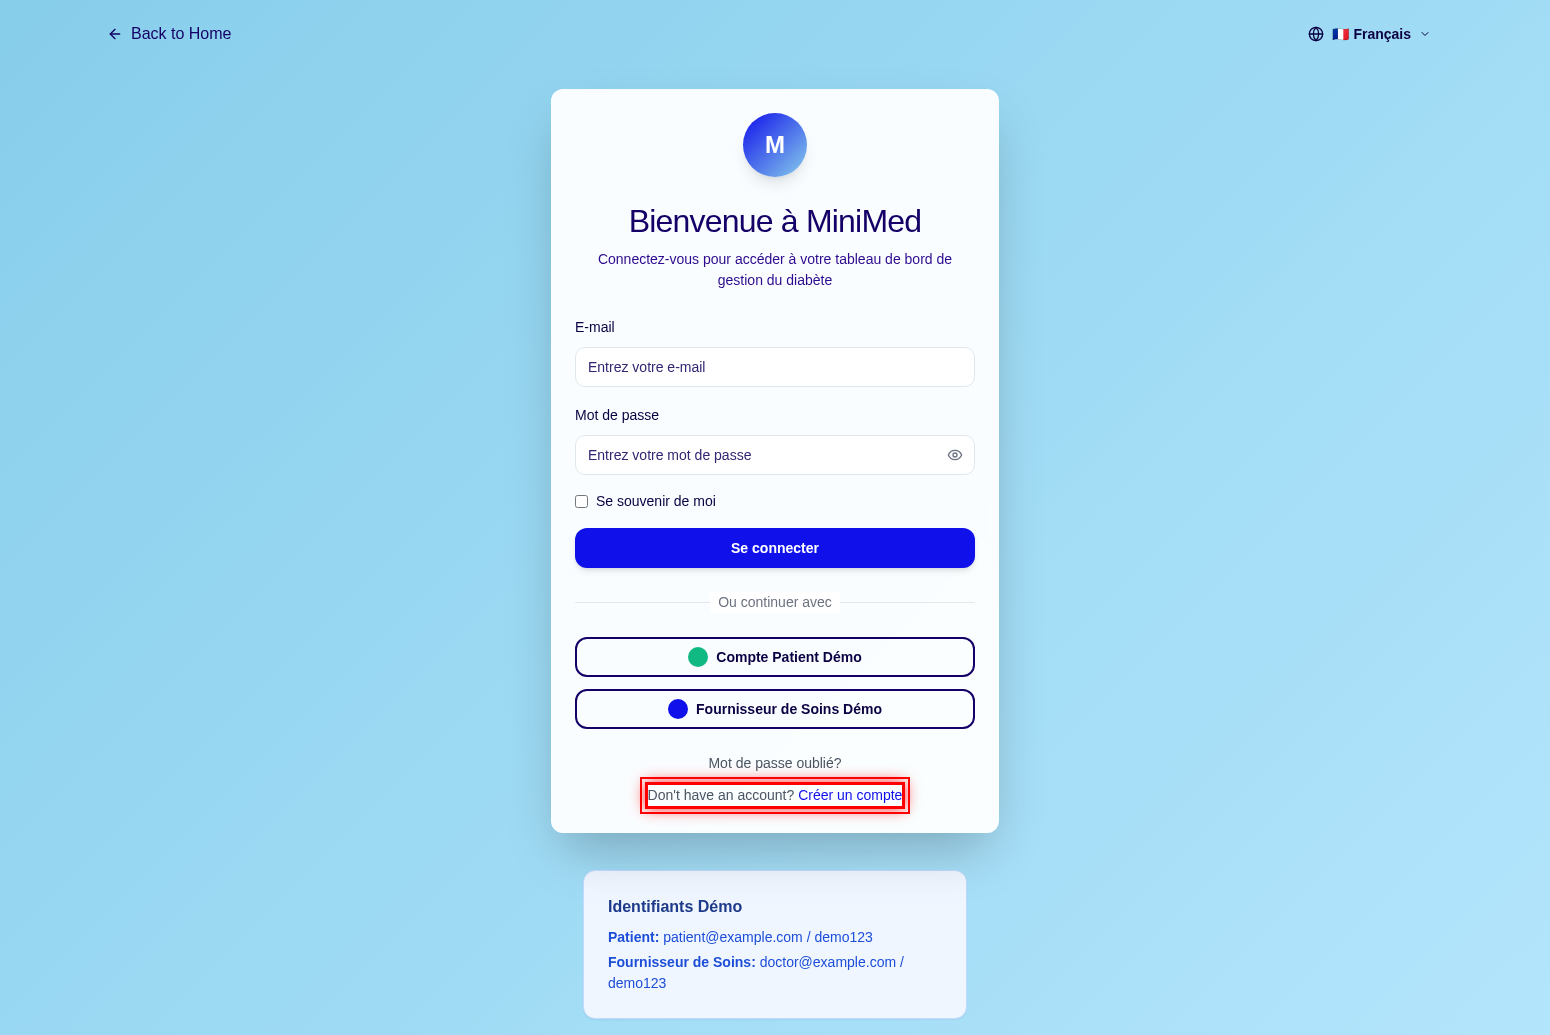 Back to Home
🇫🇷 Français
M
Bienvenue à MiniMed
Connectez-vous pour accéder à votre tableau de bord de
gestion du diabète
E-mail
Entrez votre e-mail
Mot de passe
Entrez votre mot de passe
Se souvenir de moi
Se connecter
Ou continuer avec
Compte Patient Démo
Fournisseur de Soins Démo
Mot de passe oublié?
Don't have an account? Créer un compte
Identifiants Démo
Patient: patient@example.com / demo123
Fournisseur de Soins: doctor@example.com /
demo123